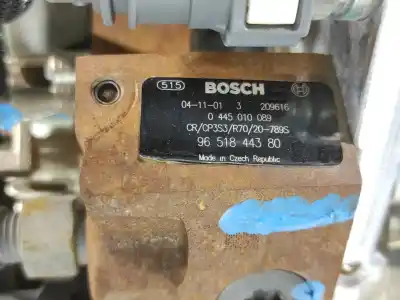 515 BOSCH
04-11-01 3 209616
0 445 010 089
CR/CP3S3/R70/20-789S
96 518 443 80
Made in Czech Republic